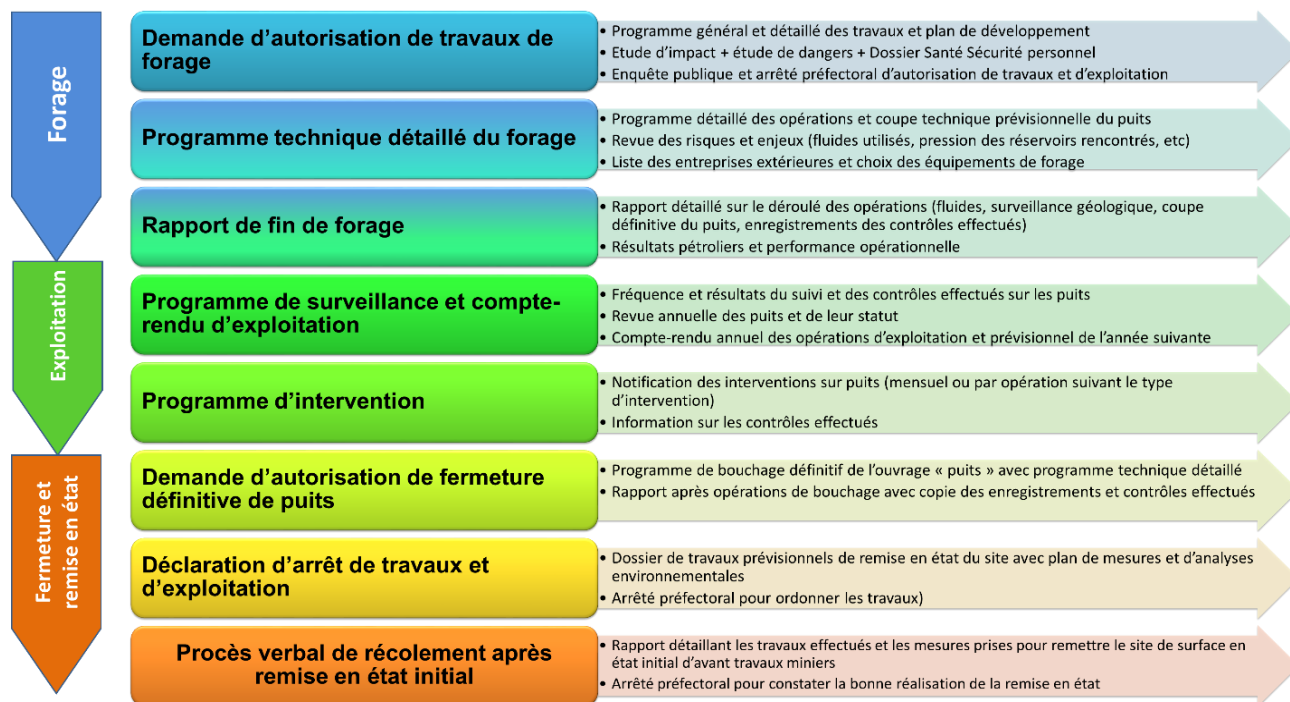 Forage
Demande d’autorisation de travaux de
forage
• Programme général et détaillé des travaux et plan de développement
• Etude d’impact + étude de dangers + Dossier Santé Sécurité personnel
• Enquête publique et arrêté préfectoral d’autorisation de travaux et d’exploitation
Programme technique détaillé du forage
• Programme détaillé des opérations et coupe technique prévisionnelle du puits
• Revue des risques et enjeux (fluides utilisés, pression des réservoirs rencontrés, etc)
• Liste des entreprises extérieures et choix des équipements de forage
Rapport de fin de forage
• Rapport détaillé sur le déroulé des opérations (fluides, surveillance géologique, coupe
définitive du puits, enregistrements des contrôles effectués)
• Résultats pétroliers et performance opérationnelle
Exploitation
Programme de surveillance et compte-
rendu d’exploitation
• Fréquence et résultats du suivi et des contrôles effectués sur les puits
• Revue annuelle des puits et de leur statut
• Compte-rendu annuel des opérations d’exploitation et prévisionnel de l’année suivante
Programme d’intervention
• Notification des interventions sur puits (mensuel ou par opération suivant le type
d’intervention)
• Information sur les contrôles effectués
Fermeture et
remise en état
Demande d’autorisation de fermeture
définitive de puits
• Programme de bouchage définitif de l’ouvrage « puits » avec programme technique détaillé
• Rapport après opérations de bouchage avec copie des enregistrements et contrôles effectués
Déclaration d’arrêt de travaux et
d’exploitation
• Dossier de travaux prévisionnels de remise en état du site avec plan de mesures et d’analyses
environnementales
• Arrêté préfectoral pour ordonner les travaux)
Procès verbal de récolement après
remise en état initial
• Rapport détaillant les travaux effectués et les mesures prises pour remettre le site de surface en
état initial d’avant travaux miniers
• Arrêté préfectoral pour constater la bonne réalisation de la remise en état